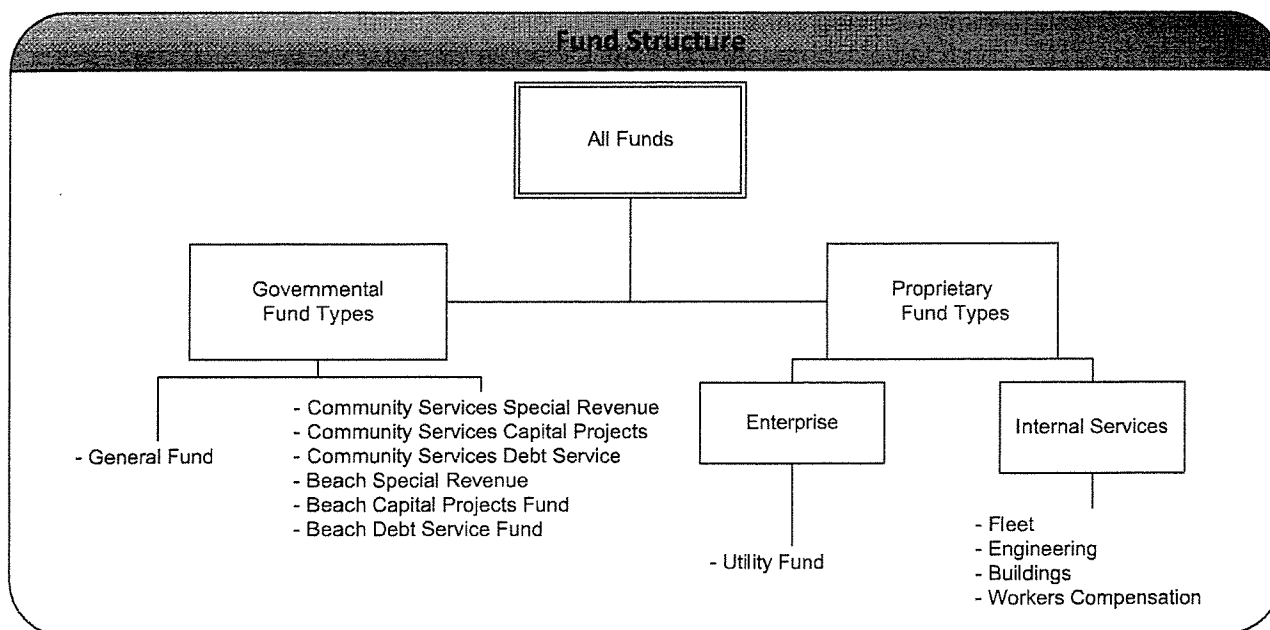 Fund Structure
All Funds
Governmental
Fund Types
Proprietary
Fund Types
- General Fund
- Community Services Special Revenue
- Community Services Capital Projects
- Community Services Debt Service
- Beach Special Revenue
- Beach Capital Projects Fund
- Beach Debt Service Fund
Enterprise
Internal Services
- Utility Fund
- Fleet
- Engineering
- Buildings
- Workers Compensation